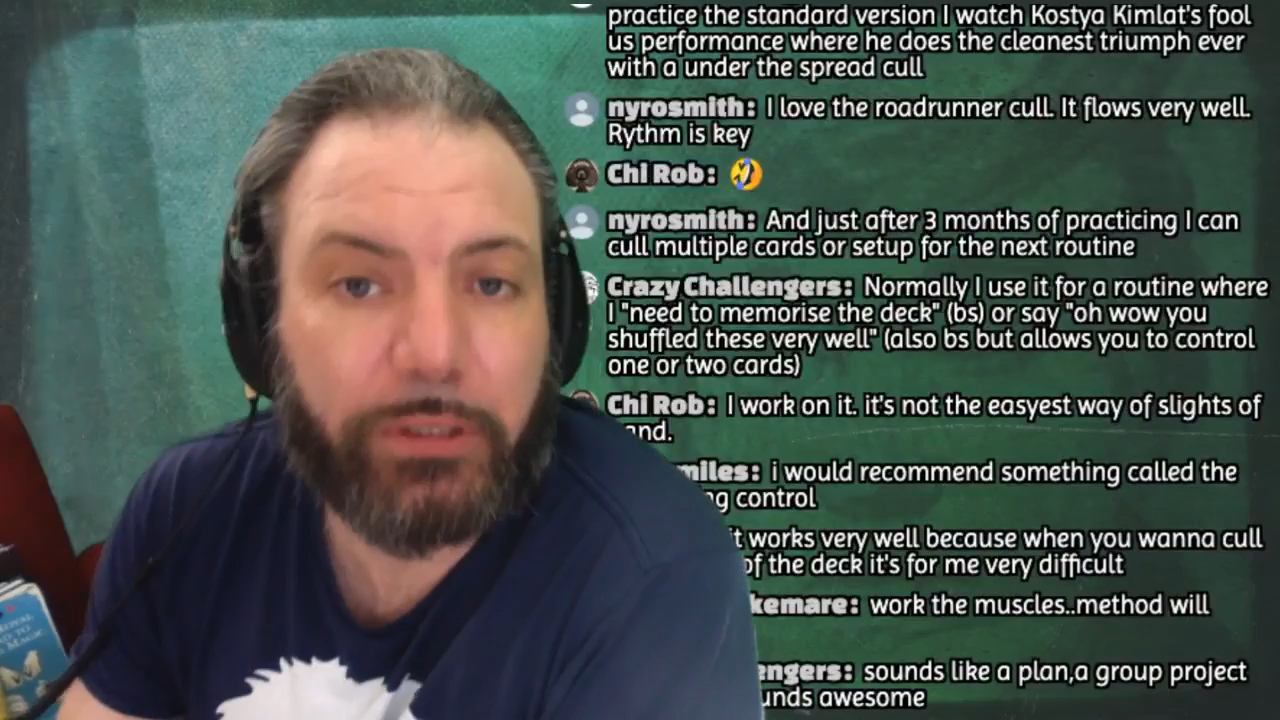 practice the standard version I watch Kostya Kimlat's fool
us performance where he does the cleanest triumph ever
with a under the spread cull
nyrosmith: I love the roadrunner cull. It flows very well.
Rythm is key
Chi Rob: 🤣
nyrosmith: And just after 3 months of practicing I can
cull multiple cards or setup for the next routine
Crazy Challengers: Normally I use it for a routine where
I "need to memorise the deck" (bs) or say "oh wow you
shuffled these very well" (also bs but allows you to control
one or two cards)
Chi Rob: I work on it. it's not the easyest way of slights of
and.
miles: i would recommend something called the
ng control
it works very well because when you wanna cull
of the deck it's for me very difficult
kemare: work the muscles..method will
engers: sounds like a plan,a group project
unds awesome
ROYAL
ROAD TO
MAGIC